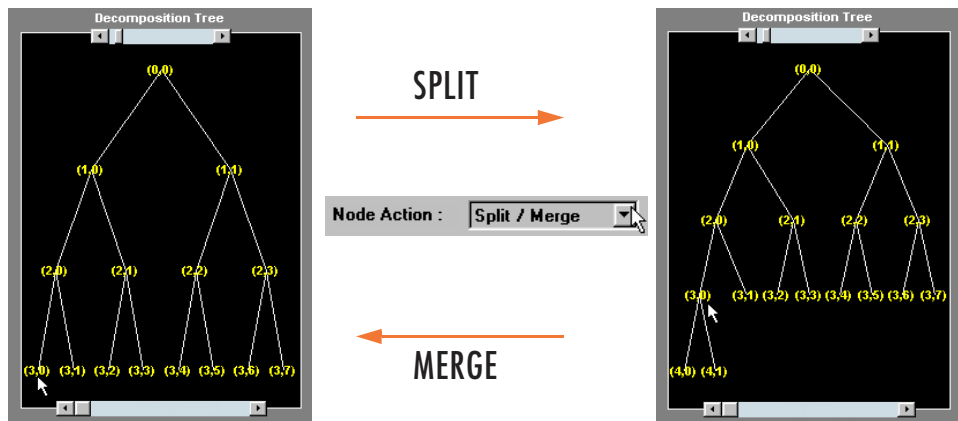 Decomposition Tree
(0,0)
(1,0) (1,1)
(2,0) (2,1) (2,2) (2,3)
(3,0) (3,1) (3,2) (3,3) (3,4) (3,5) (3,6) (3,7)
SPLIT
Node Action : Split / Merge
MERGE
Decomposition Tree
(0,0)
(1,0) (1,1)
(2,0) (2,1) (2,2) (2,3)
(3,0) (3,1) (3,2) (3,3) (3,4) (3,5) (3,6) (3,7)
(4,0) (4,1)